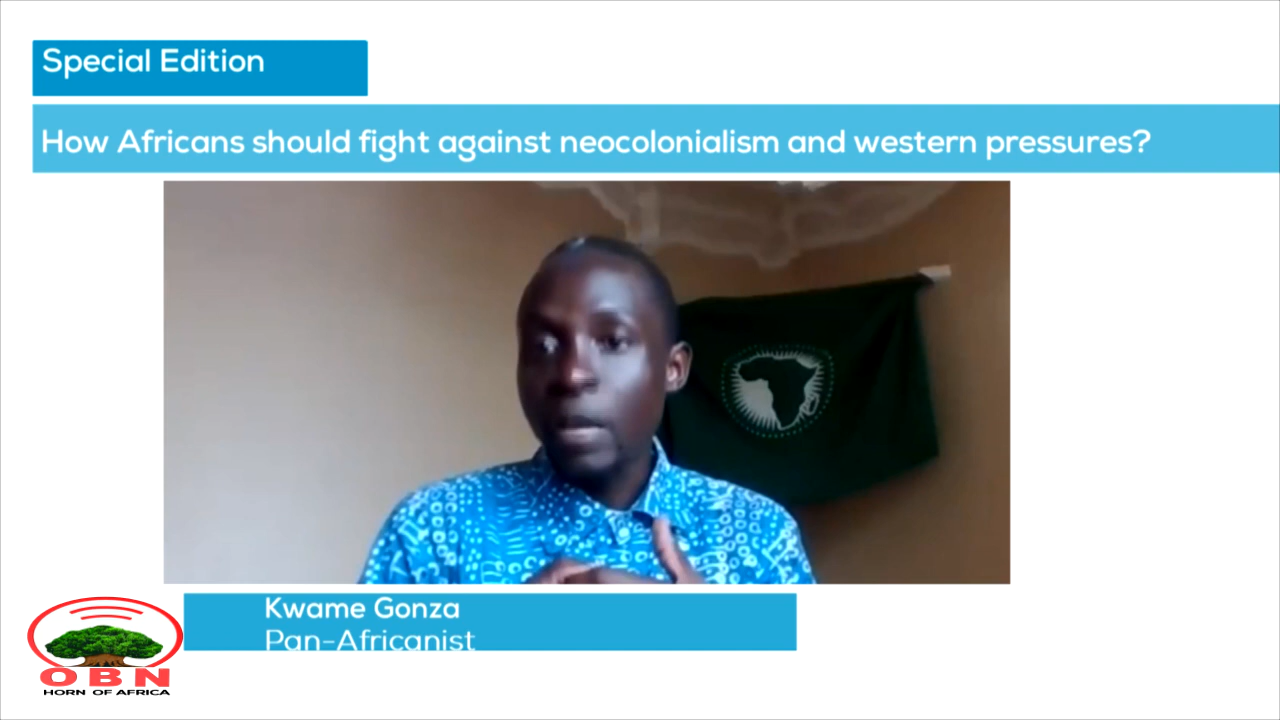 Special Edition
How Africans should fight against neocolonialism and western pressures?
Kwame Gonza
Pan-Africanist
OBN
HORN OF AFRICA